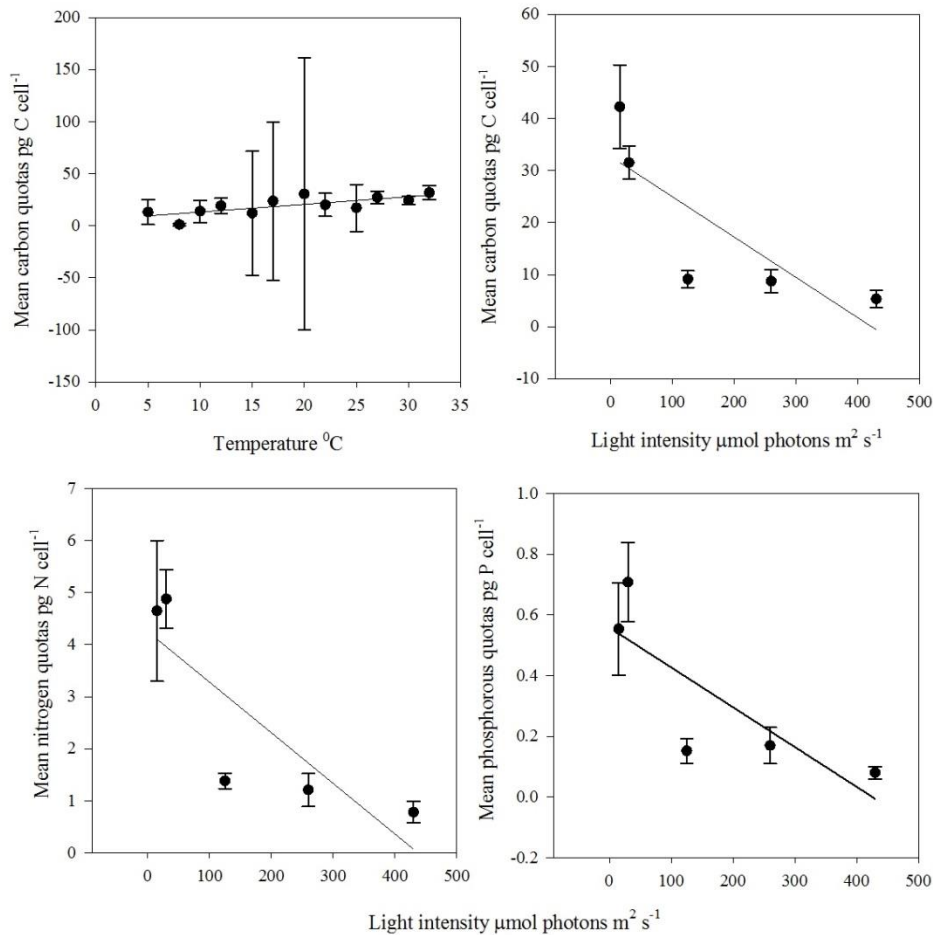 200
150
100
50
0
-50
-100
-150
Mean carbon quotas pg C cell-1
0 5 10 15 20 25 30 35
Temperature 0C
60
50
40
30
20
10
0
-10
Mean carbon quotas pg C cell-1
0 100 200 300 400 500
Light intensity μmol photons m2 s-1
7
6
5
4
3
2
1
0
Mean nitrogen quotas pg N cell-1
0 100 200 300 400 500
1.0
0.8
0.6
0.4
0.2
0.0
-0.2
Mean phosphorous quotas pg P cell-1
0 100 200 300 400 500
Light intensity μmol photons m2 s-1